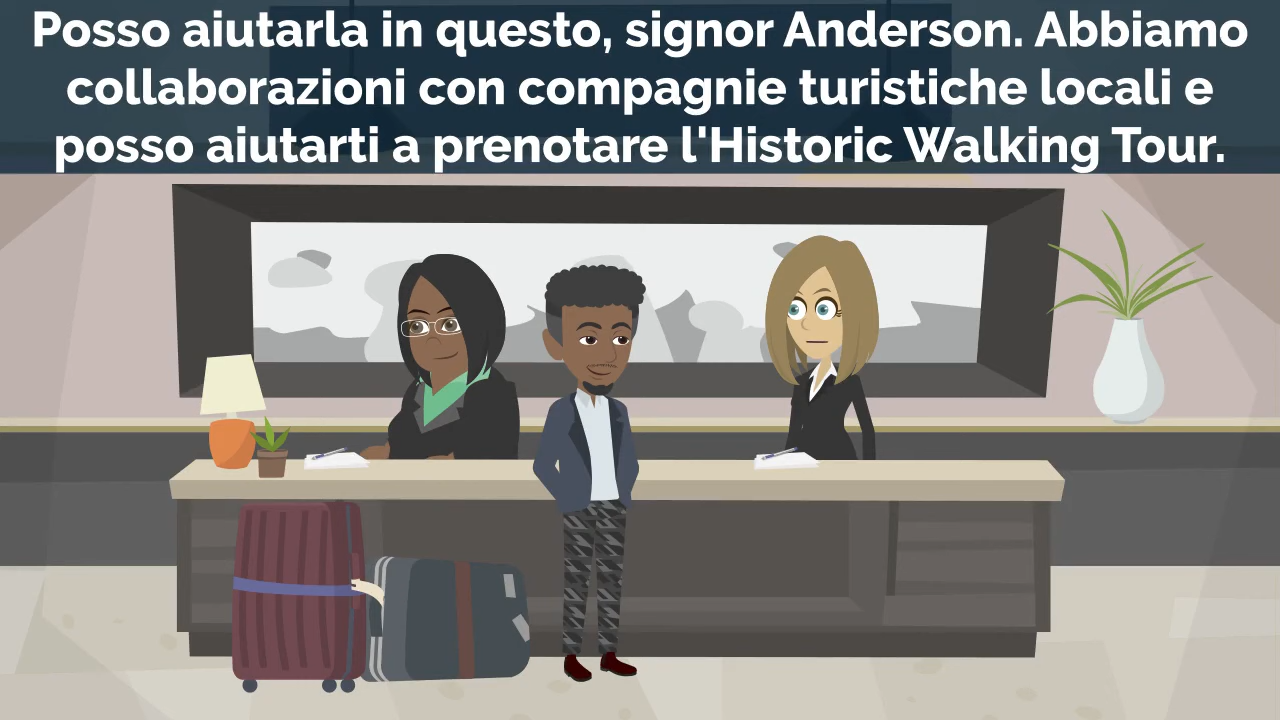 Posso aiutarla in questo, signor Anderson. Abbiamo
collaborazioni con compagnie turistiche locali e
posso aiutarti a prenotare l'Historic Walking Tour.